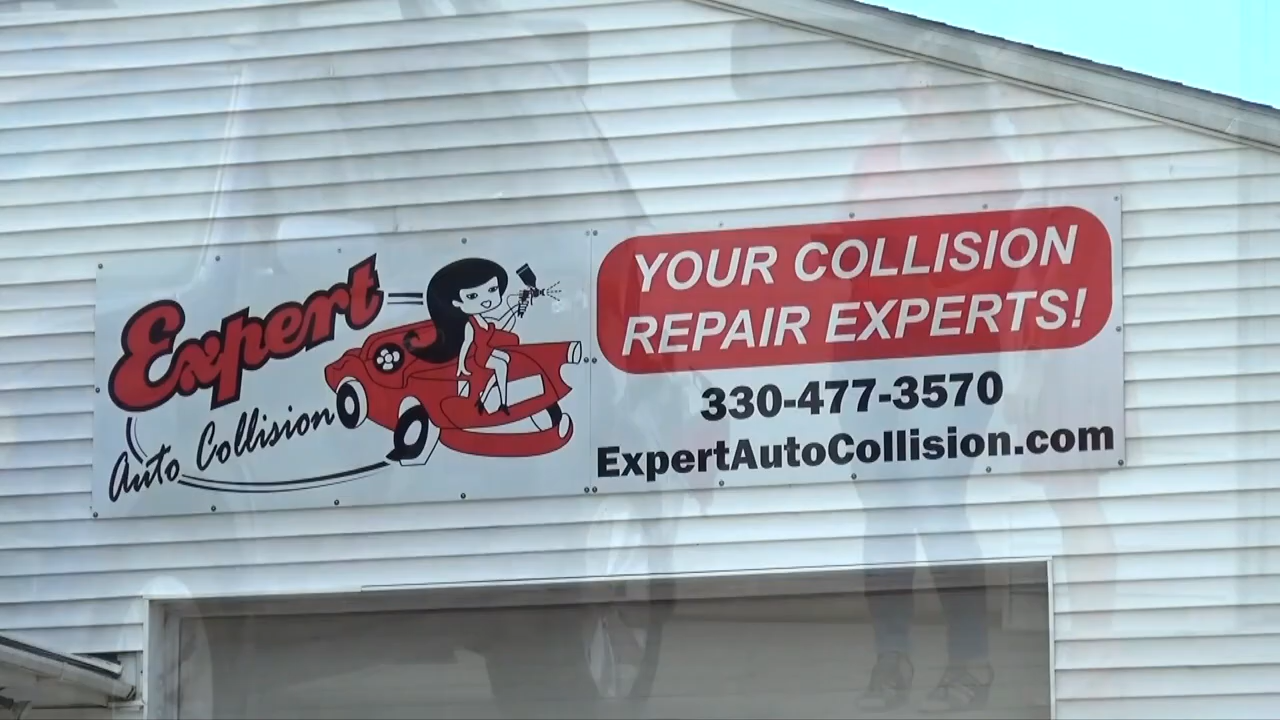 Expert
Auto Collision
YOUR COLLISION
REPAIR EXPERTS!
330-477-3570
ExpertAutoCollision.com